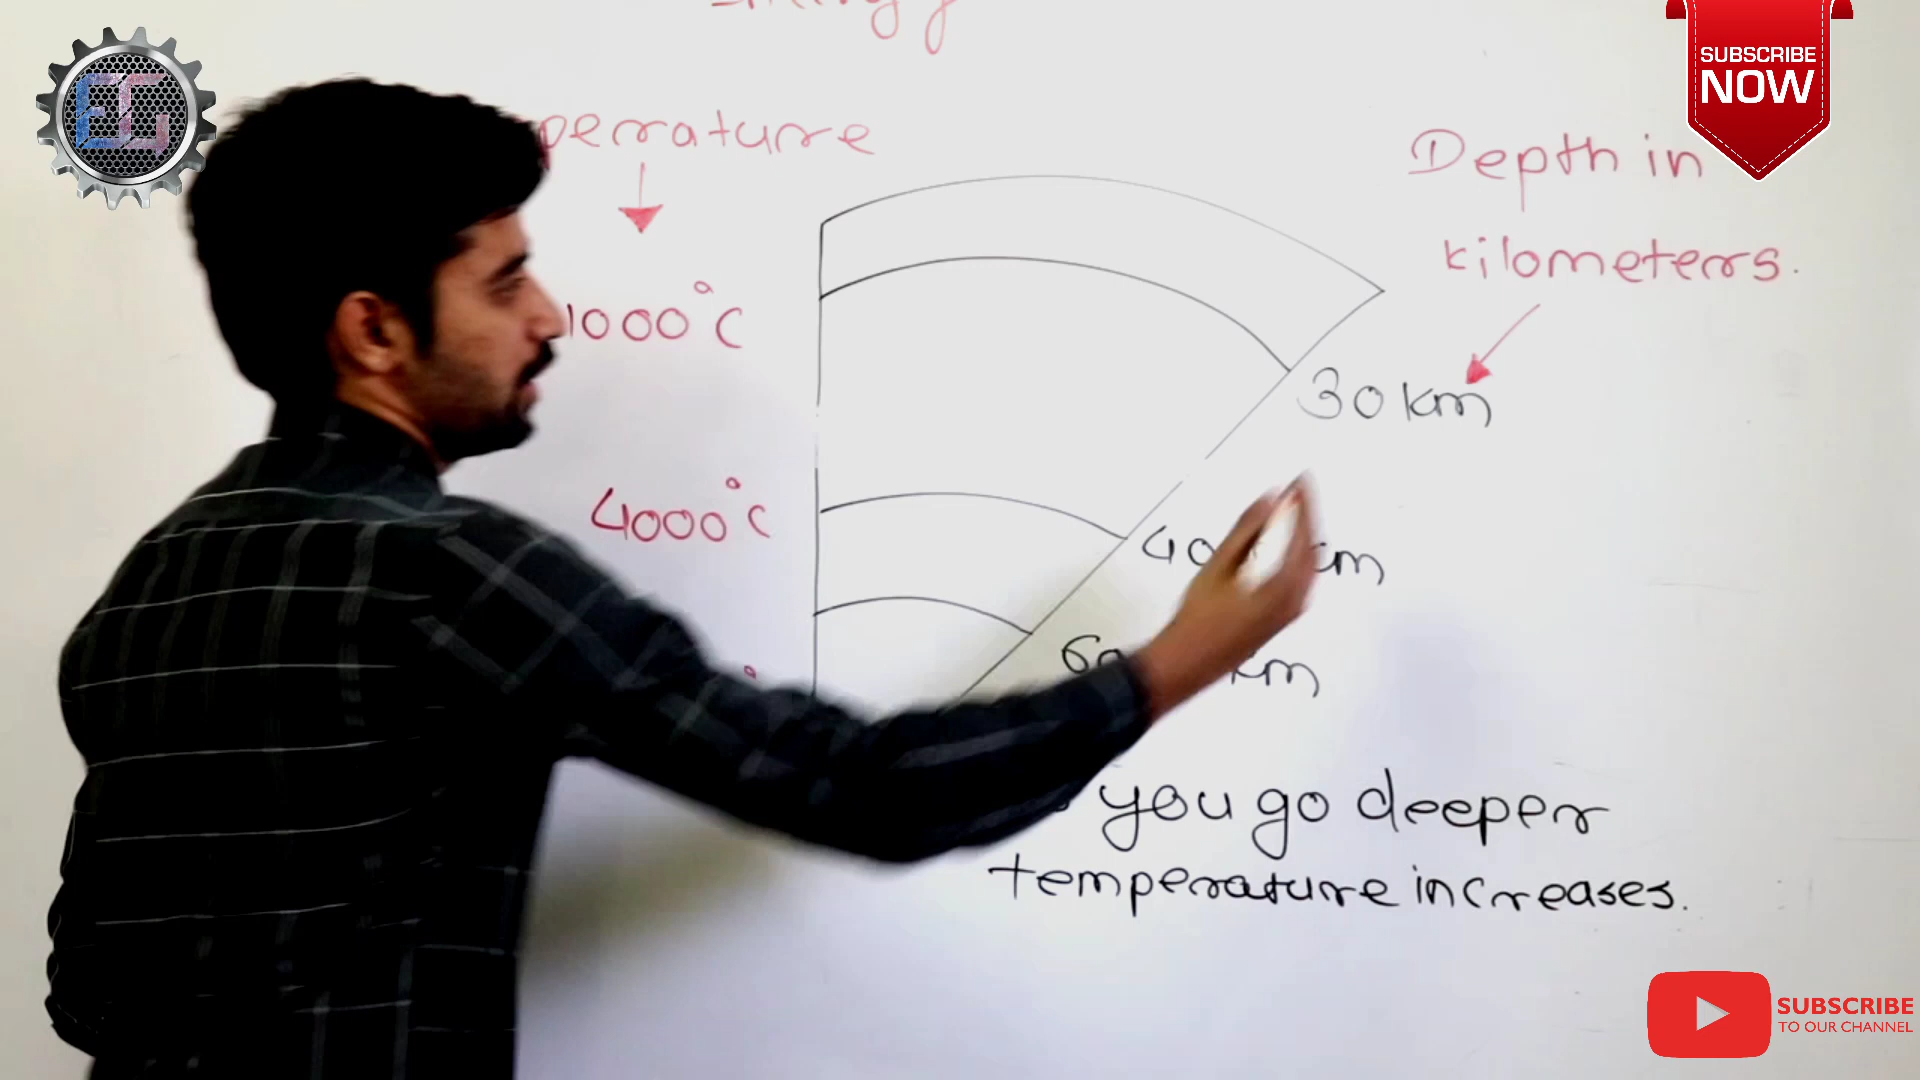 EG
SUBSCRIBE
NOW
perature
Depth in
kilometers.
1000°C
30 km
4000°C
you go deeper
temperature increases.
SUBSCRIBE
TO OUR CHANNEL